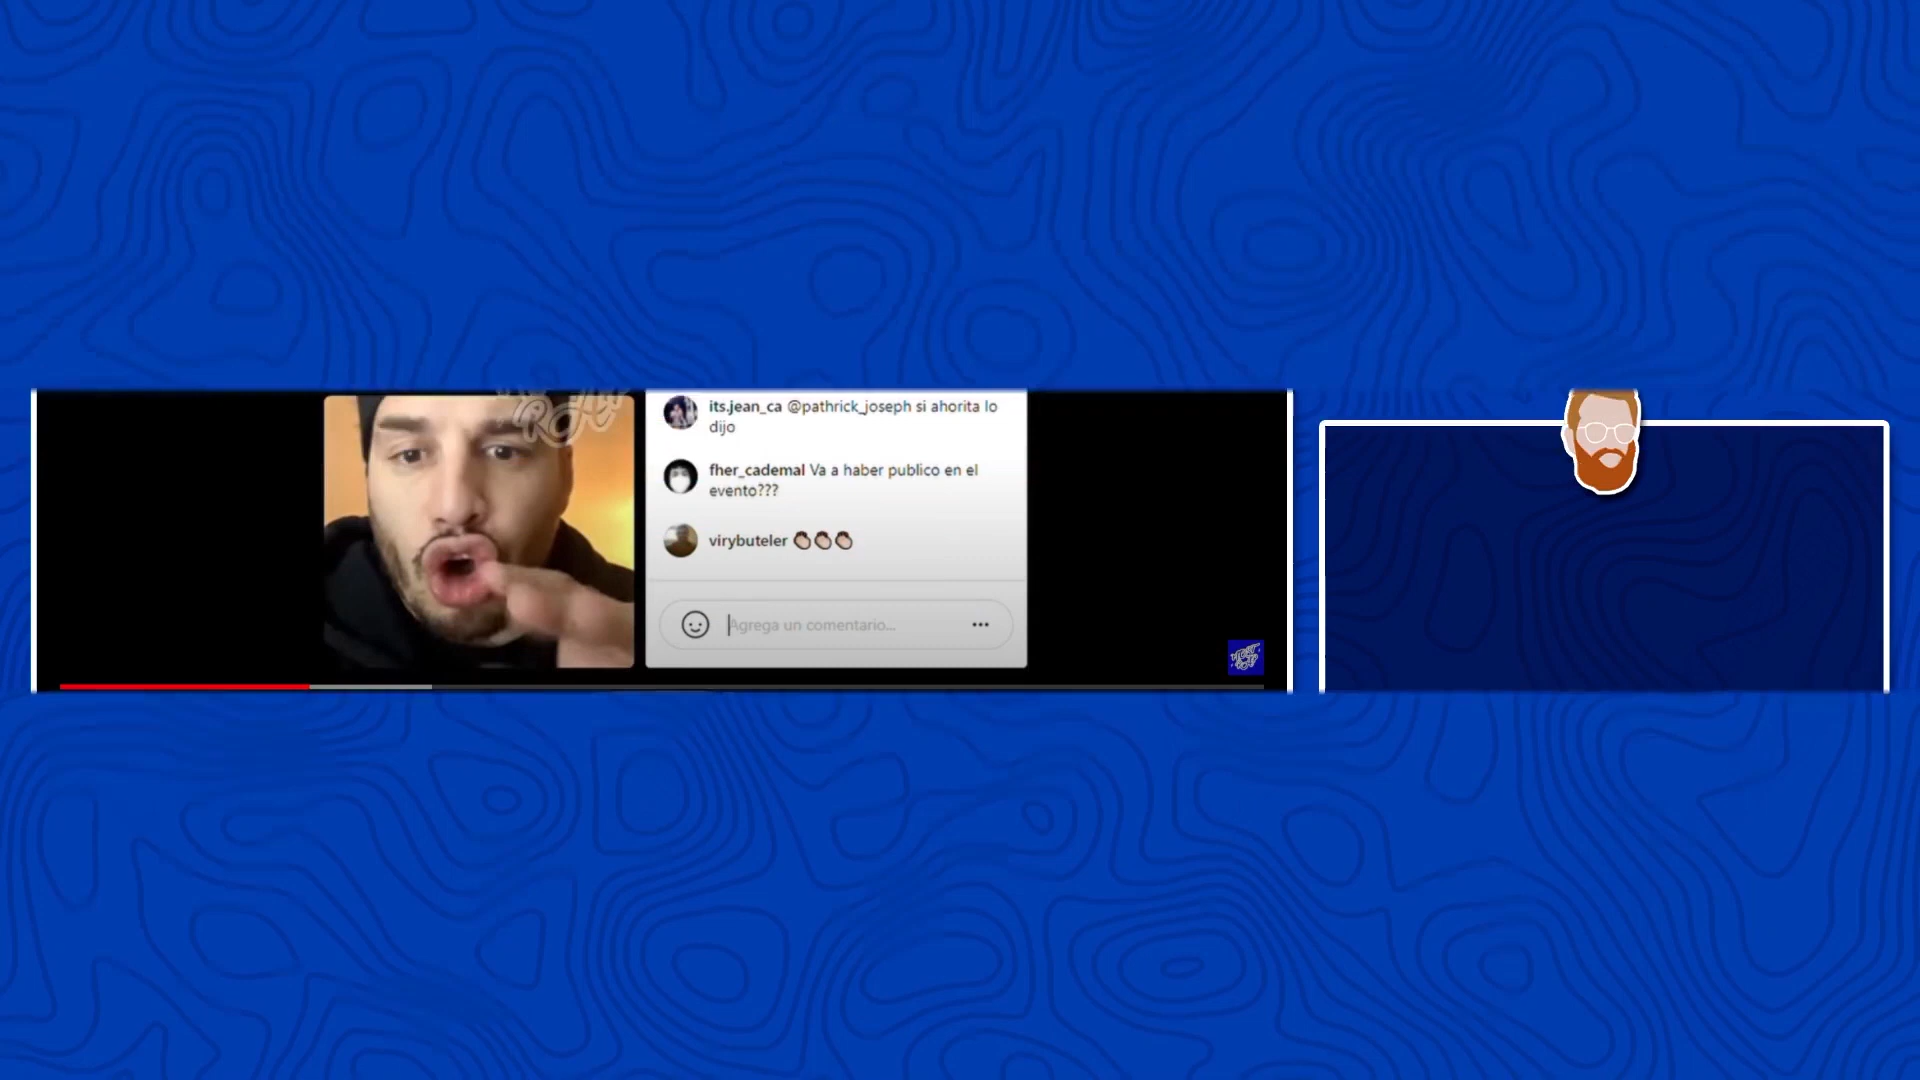 its.jean_ca @pathrick_joseph si ahorita lo
dijo
fher_cademal Va a haber publico en el
evento???
virybuteler
Agrega un comentario...